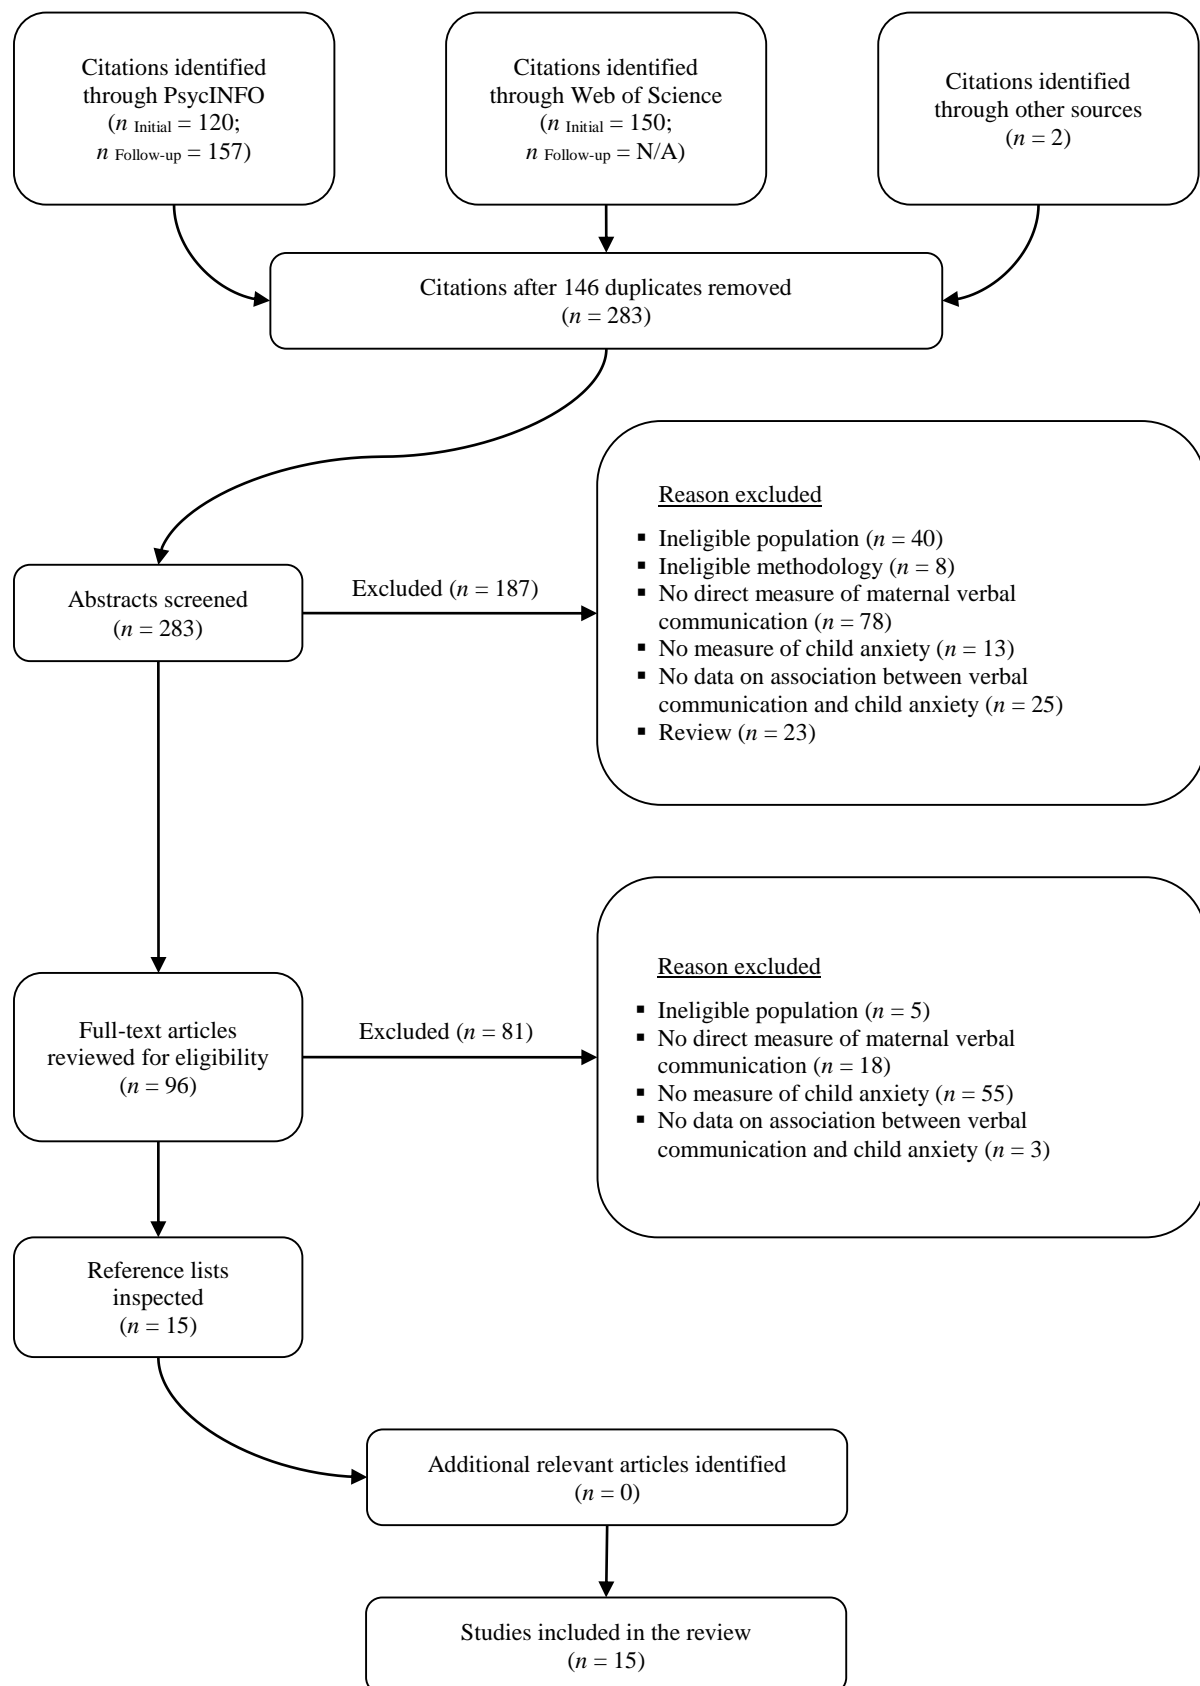 Citations identified
through PsycINFO
(n Initial = 120;
n Follow-up = 157)
Citations identified
through Web of Science
(n Initial = 150;
n Follow-up = N/A)
Citations identified
through other sources
(n = 2)
Citations after 146 duplicates removed
(n = 283)
Abstracts screened
(n = 283)
Excluded (n = 187)
Reason excluded
▪ Ineligible population (n = 40)
▪ Ineligible methodology (n = 8)
▪ No direct measure of maternal verbal
communication (n = 78)
▪ No measure of child anxiety (n = 13)
▪ No data on association between verbal
communication and child anxiety (n = 25)
▪ Review (n = 23)
Full-text articles
reviewed for eligibility
(n = 96)
Excluded (n = 81)
Reason excluded
▪ Ineligible population (n = 5)
▪ No direct measure of maternal verbal
communication (n = 18)
▪ No measure of child anxiety (n = 55)
▪ No data on association between verbal
communication and child anxiety (n = 3)
Reference lists
inspected
(n = 15)
Additional relevant articles identified
(n = 0)
Studies included in the review
(n = 15)